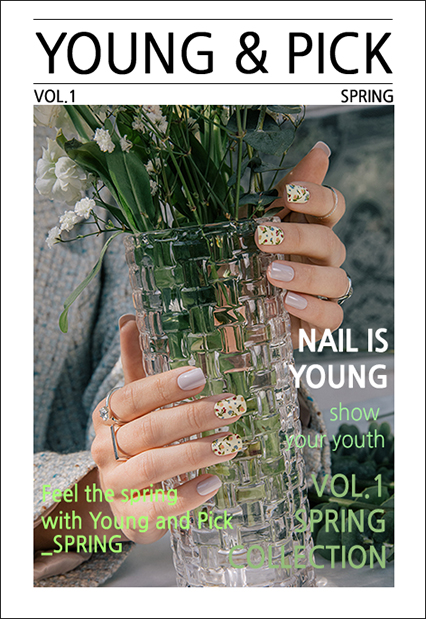 YOUNG & PICK
VOL.1 SPRING
NAIL IS
YOUNG
show
your youth
Feel the spring
with Young and Pick
_SPRING
VOL.1
SPRING
COLLECTION